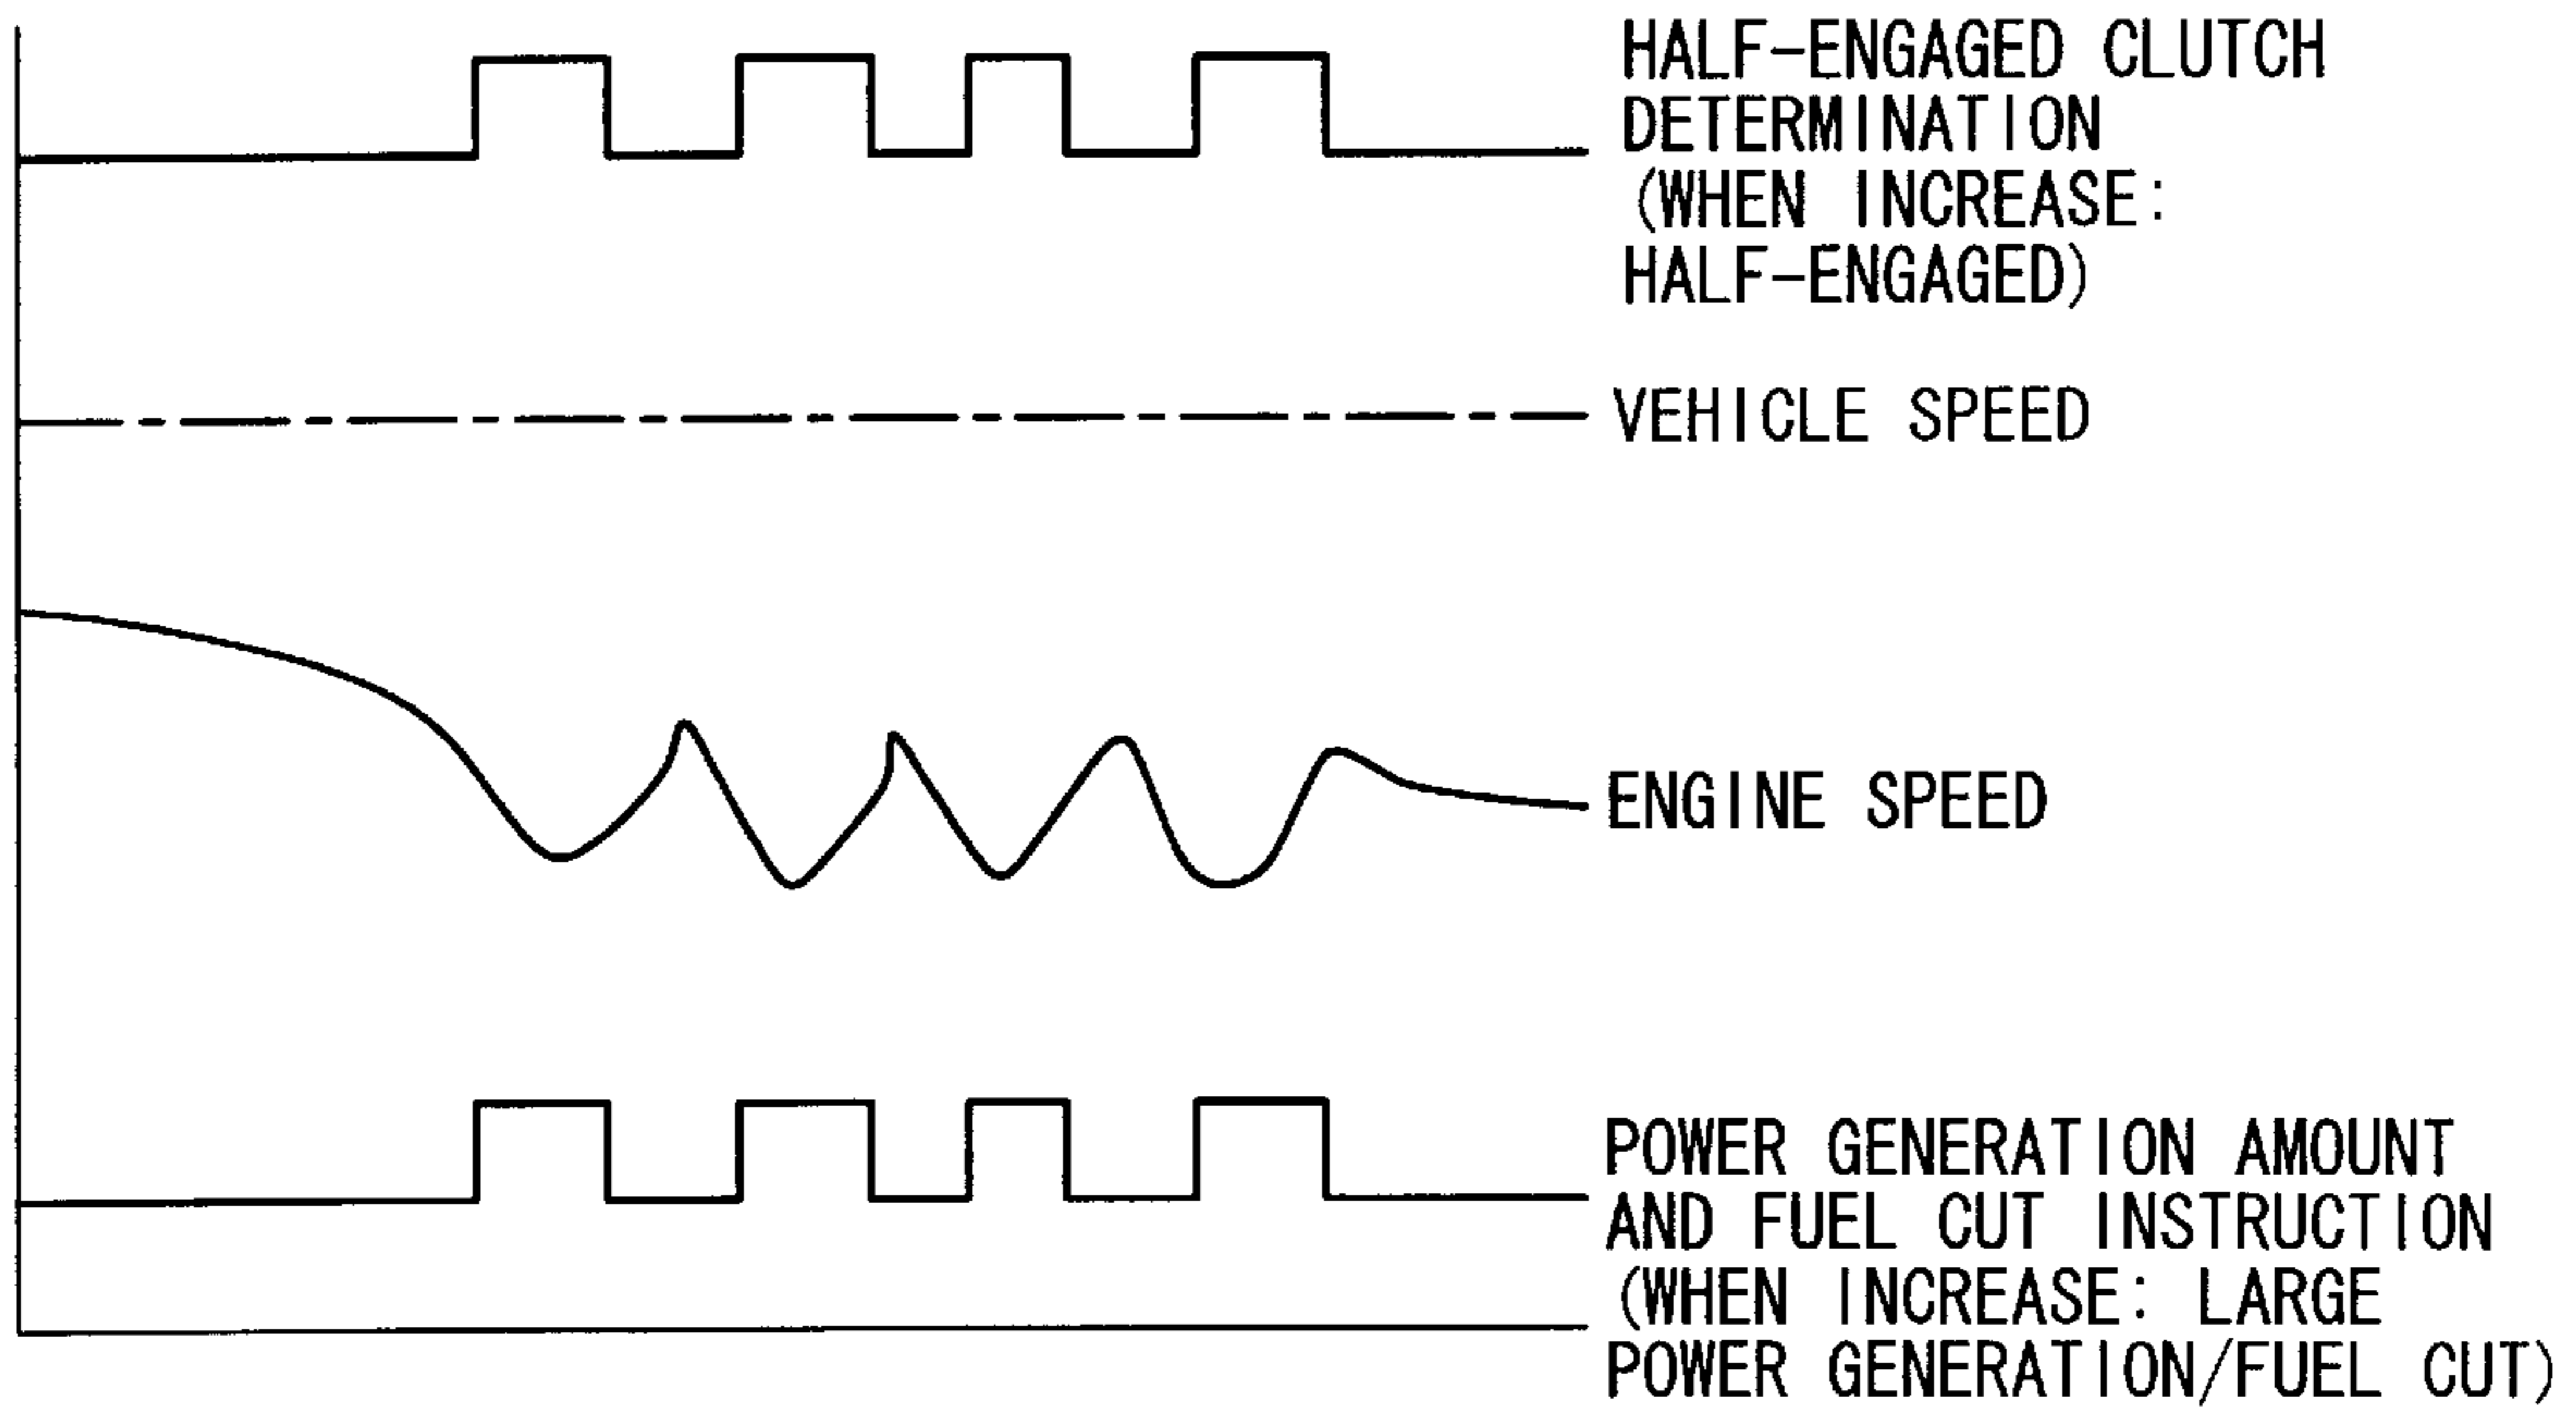 HALF-ENGAGED CLUTCH
DETERMINATION
(WHEN INCREASE:
HALF-ENGAGED)
VEHICLE SPEED
ENGINE SPEED
POWER GENERATION AMOUNT
AND FUEL CUT INSTRUCTION
(WHEN INCREASE: LARGE
POWER GENERATION/FUEL CUT)